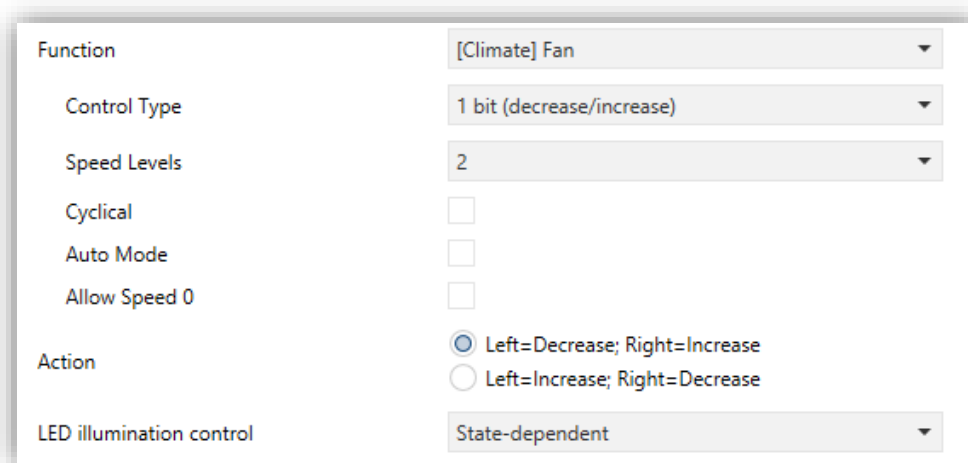 Function [Climate] Fan
Control Type 1 bit (decrease/increase)
Speed Levels 2
Cyclical
Auto Mode
Allow Speed 0
Action Left=Decrease; Right=Increase
Left=Increase; Right=Decrease
LED illumination control State-dependent